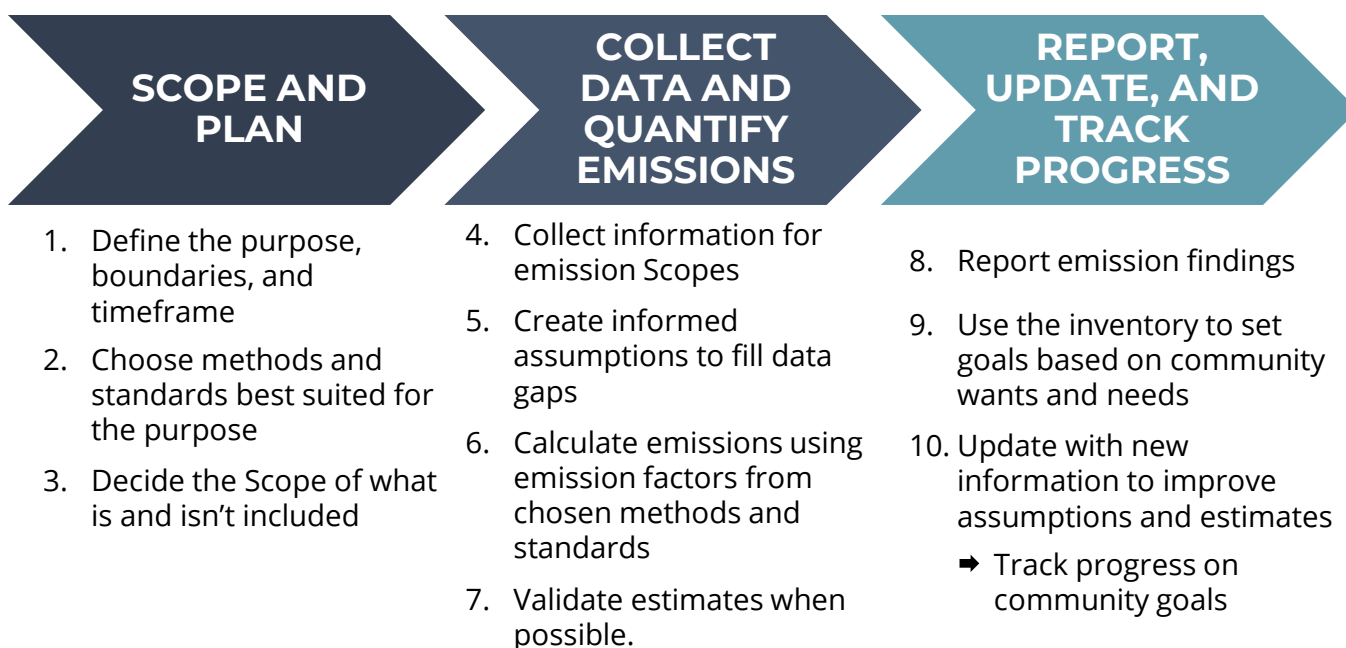 SCOPE AND
PLAN
1. Define the purpose,
boundaries, and
timeframe
2. Choose methods and
standards best suited for
the purpose
3. Decide the Scope of what
is and isn’t included
COLLECT
DATA AND
QUANTIFY
EMISSIONS
4. Collect information for
emission Scopes
5. Create informed
assumptions to fill data
gaps
6. Calculate emissions using
emission factors from
chosen methods and
standards
7. Validate estimates when
possible.
REPORT,
UPDATE, AND
TRACK
PROGRESS
8. Report emission findings
9. Use the inventory to set
goals based on community
wants and needs
10. Update with new
information to improve
assumptions and estimates
➡ Track progress on
community goals